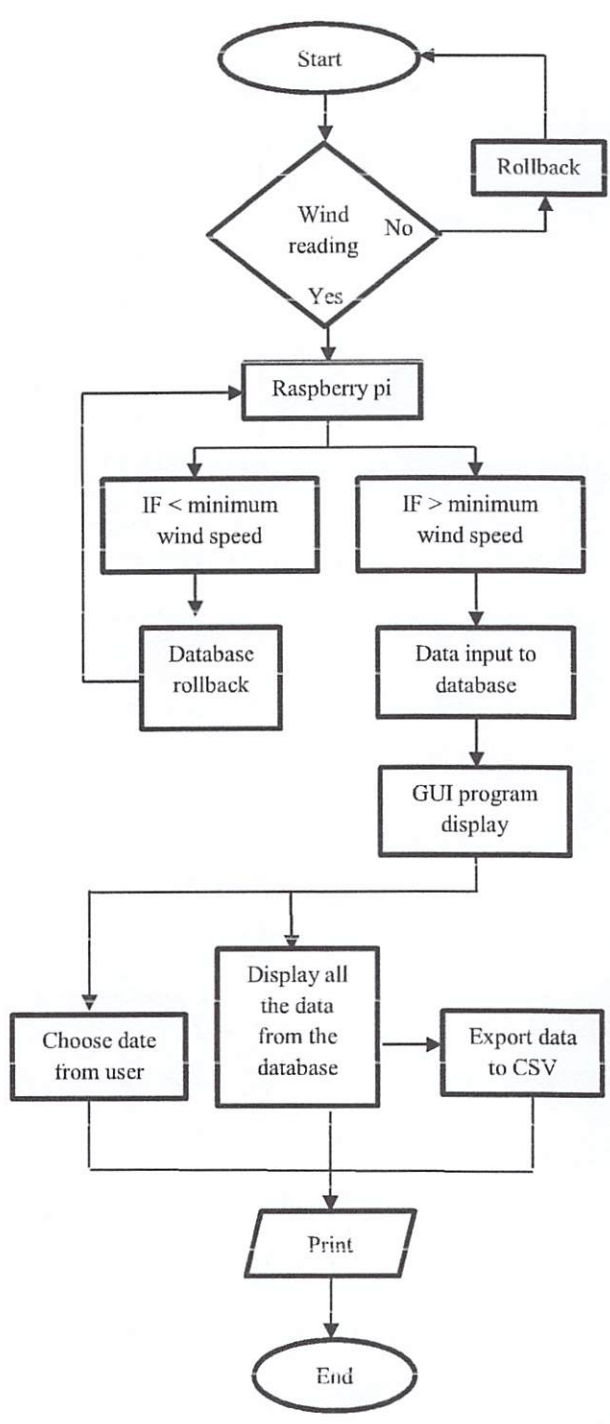 Start
Rollback
Wind
reading
No
Yes
Raspberry pi
IF < minimum
wind speed
IF > minimum
wind speed
Database
rollback
Data input to
database
GUI program
display
Display all
the data
from the
database
Choose date
from user
Export data
to CSV
Print
End